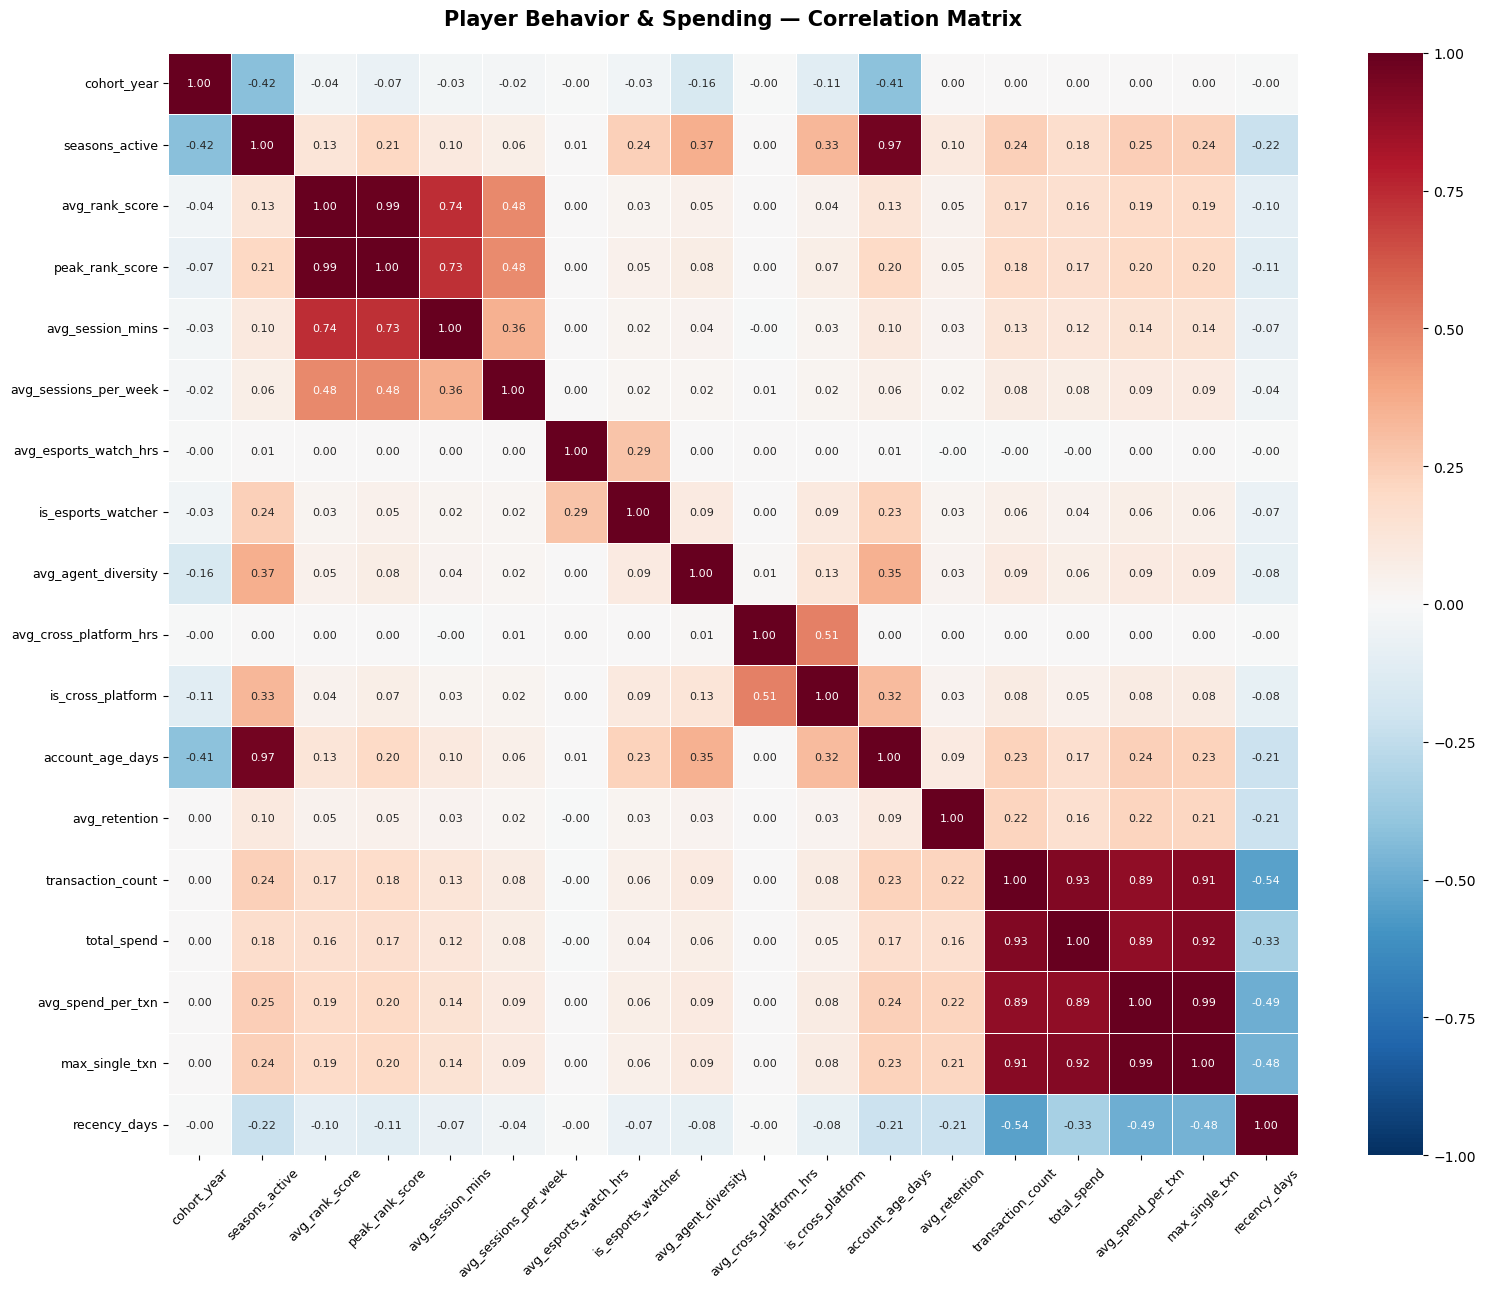 Player Behavior & Spending — Correlation Matrix
cohort_year 1.00 -0.42 -0.04 -0.07 -0.03 -0.02 -0.00 -0.03 -0.16 -0.00 -0.11 -0.41 0.00 0.00 0.00 0.00 0.00 -0.00
seasons_active -0.42 1.00 0.13 0.21 0.10 0.06 0.01 0.24 0.37 0.00 0.33 0.97 0.10 0.24 0.18 0.25 0.24 -0.22
avg_rank_score -0.04 0.13 1.00 0.99 0.74 0.48 0.00 0.03 0.05 0.00 0.04 0.13 0.05 0.17 0.16 0.19 0.19 -0.10
peak_rank_score -0.07 0.21 0.99 1.00 0.73 0.48 0.00 0.05 0.08 0.00 0.07 0.20 0.05 0.18 0.17 0.20 0.20 -0.11
avg_session_mins -0.03 0.10 0.74 0.73 1.00 0.36 0.00 0.02 0.04 -0.00 0.03 0.10 0.03 0.13 0.12 0.14 0.14 -0.07
avg_sessions_per_week -0.02 0.06 0.48 0.48 0.36 1.00 0.00 0.02 0.02 0.01 0.02 0.06 0.02 0.08 0.08 0.09 0.09 -0.04
avg_esports_watch_hrs -0.00 0.01 0.00 0.00 0.00 0.00 1.00 0.29 0.00 0.00 0.00 0.01 -0.00 -0.00 -0.00 0.00 0.00 -0.00
is_esports_watcher -0.03 0.24 0.03 0.05 0.02 0.02 0.29 1.00 0.09 0.00 0.09 0.23 0.03 0.06 0.04 0.06 0.06 -0.07
avg_agent_diversity -0.16 0.37 0.05 0.08 0.04 0.02 0.00 0.09 1.00 0.01 0.13 0.35 0.03 0.09 0.06 0.09 0.09 -0.08
avg_cross_platform_hrs -0.00 0.00 0.00 0.00 -0.00 0.01 0.00 0.00 0.01 1.00 0.51 0.00 0.00 0.00 0.00 0.00 0.00 -0.00
is_cross_platform -0.11 0.33 0.04 0.07 0.03 0.02 0.00 0.09 0.13 0.51 1.00 0.32 0.03 0.08 0.05 0.08 0.08 -0.08
account_age_days -0.41 0.97 0.13 0.20 0.10 0.06 0.01 0.23 0.35 0.00 0.32 1.00 0.09 0.23 0.17 0.24 0.23 -0.21
avg_retention 0.00 0.10 0.05 0.05 0.03 0.02 -0.00 0.03 0.03 0.00 0.03 0.09 1.00 0.22 0.16 0.22 0.21 -0.21
transaction_count 0.00 0.24 0.17 0.18 0.13 0.08 -0.00 0.06 0.09 0.00 0.08 0.23 0.22 1.00 0.93 0.89 0.91 -0.54
total_spend 0.00 0.18 0.16 0.17 0.12 0.08 -0.00 0.04 0.06 0.00 0.05 0.17 0.16 0.93 1.00 0.89 0.92 -0.33
avg_spend_per_txn 0.00 0.25 0.19 0.20 0.14 0.09 0.00 0.06 0.09 0.00 0.08 0.24 0.22 0.89 0.89 1.00 0.99 -0.49
max_single_txn 0.00 0.24 0.19 0.20 0.14 0.09 0.00 0.06 0.09 0.00 0.08 0.23 0.21 0.91 0.92 0.99 1.00 -0.48
recency_days -0.00 -0.22 -0.10 -0.11 -0.07 -0.04 -0.00 -0.07 -0.08 -0.00 -0.08 -0.21 -0.21 -0.54 -0.33 -0.49 -0.48 1.00
cohort_year
seasons_active
avg_rank_score
peak_rank_score
avg_session_mins
avg_sessions_per_week
avg_esports_watch_hrs
is_esports_watcher
avg_agent_diversity
avg_cross_platform_hrs
is_cross_platform
account_age_days
avg_retention
transaction_count
total_spend
avg_spend_per_txn
max_single_txn
recency_days
1.00
0.75
0.50
0.25
0.00
−0.25
−0.50
−0.75
−1.00